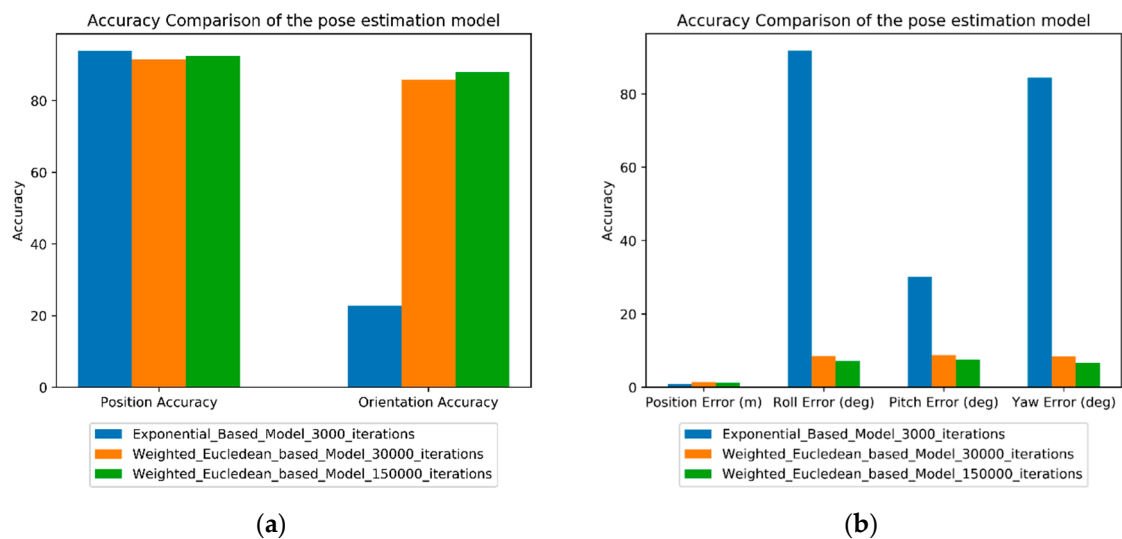 Accuracy Comparison of the pose estimation model
Accuracy
80
60
40
20
0
Position Accuracy
Orientation Accuracy
Exponential_Based_Model_3000_iterations
Weighted_Eucledean_based_Model_30000_iterations
Weighted_Eucledean_based_Model_150000_iterations
(a)
Accuracy Comparison of the pose estimation model
Accuracy
80
60
40
20
0
Position Error (m)
Roll Error (deg)
Pitch Error (deg)
Yaw Error (deg)
Exponential_Based_Model_3000_iterations
Weighted_Eucledean_based_Model_30000_iterations
Weighted_Eucledean_based_Model_150000_iterations
(b)